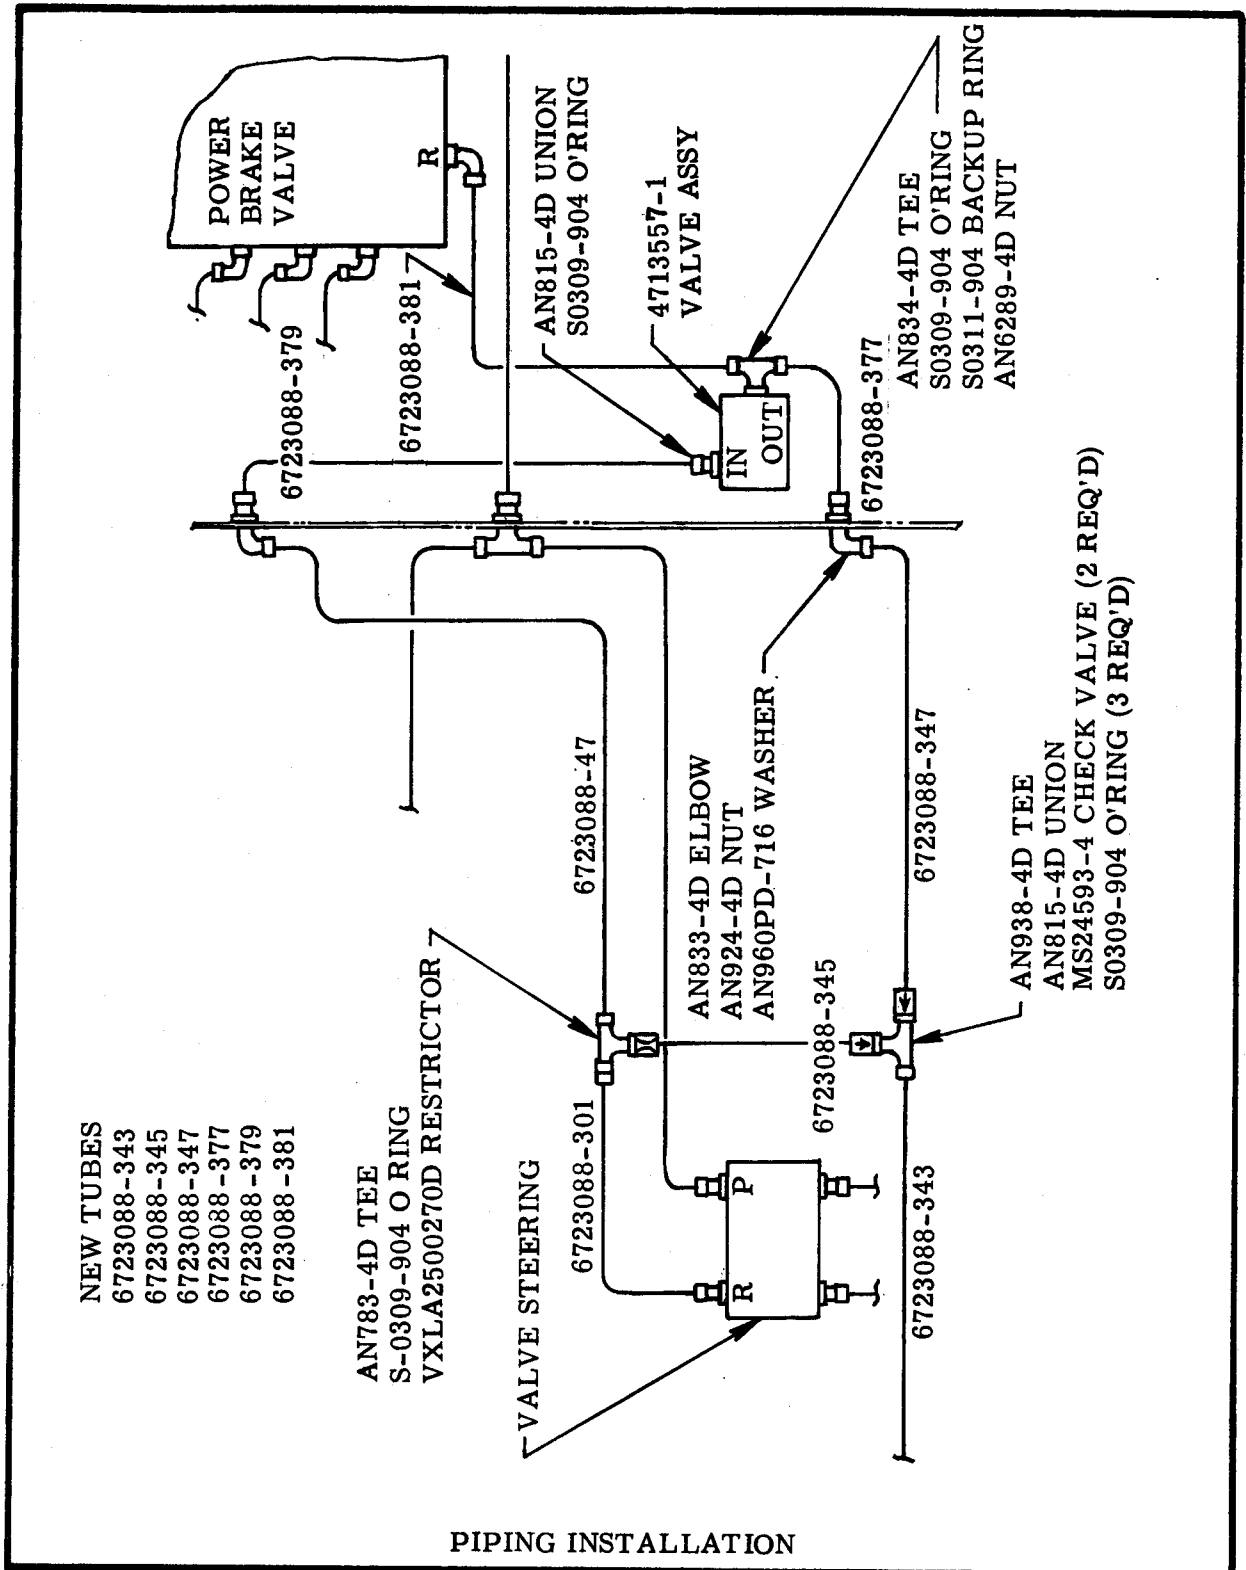 NEW TUBES
6723088-343
6723088-345
6723088-347
6723088-377
6723088-379
6723088-381
POWER
BRAKE
VALVE
R
6723088-379
6723088-381
AN815-4D UNION
S0309-904 O'RING
4713557-1
VALVE ASSY
IN
OUT
AN834-4D TEE
S0309-904 O'RING
S0311-904 BACKUP RING
AN6289-4D NUT
6723088-377
AN783-4D TEE
S-0309-904 O RING
VXLA2500270D RESTRICTOR
6723088-47
VALVE STEERING
6723088-301
R
P
AN833-4D ELBOW
AN924-4D NUT
AN960PD-716 WASHER
6723088-345
6723088-347
6723088-343
AN938-4D TEE
AN815-4D UNION
MS24593-4 CHECK VALVE (2 REQ'D)
S0309-904 O'RING (3 REQ'D)
PIPING INSTALLATION